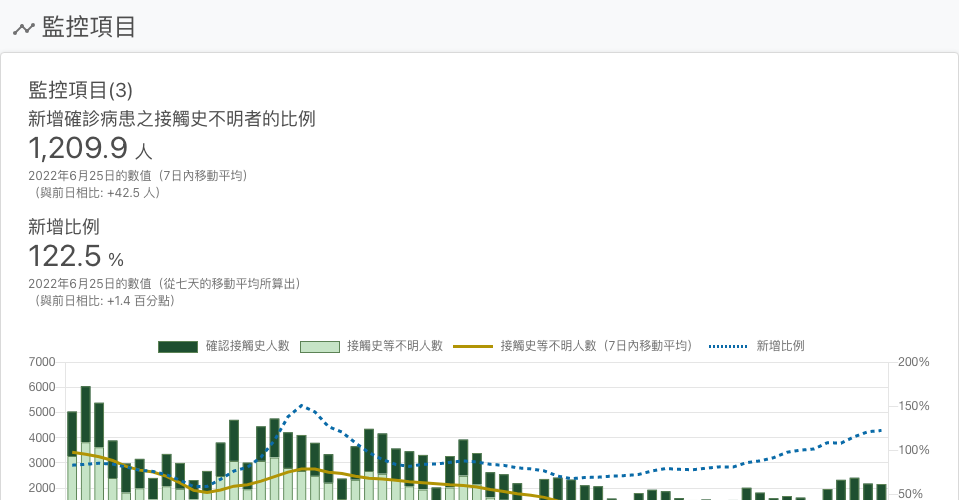 監控項目
監控項目(3)
新增確診病患之接觸史不明者的比例
1,209.9 人
2022年6月25日的數值（7日內移動平均）
（與前日相比: +42.5 人）
新增比例
122.5 %
2022年6月25日的數值（從七天的移動平均所算出）
（與前日相比: +1.4 百分點）
確認接觸史人數 接觸史等不明人數 接觸史等不明人數（7日內移動平均） 新增比例
7000 200%
6000
5000 150%
4000
3000 100%
2000
50%